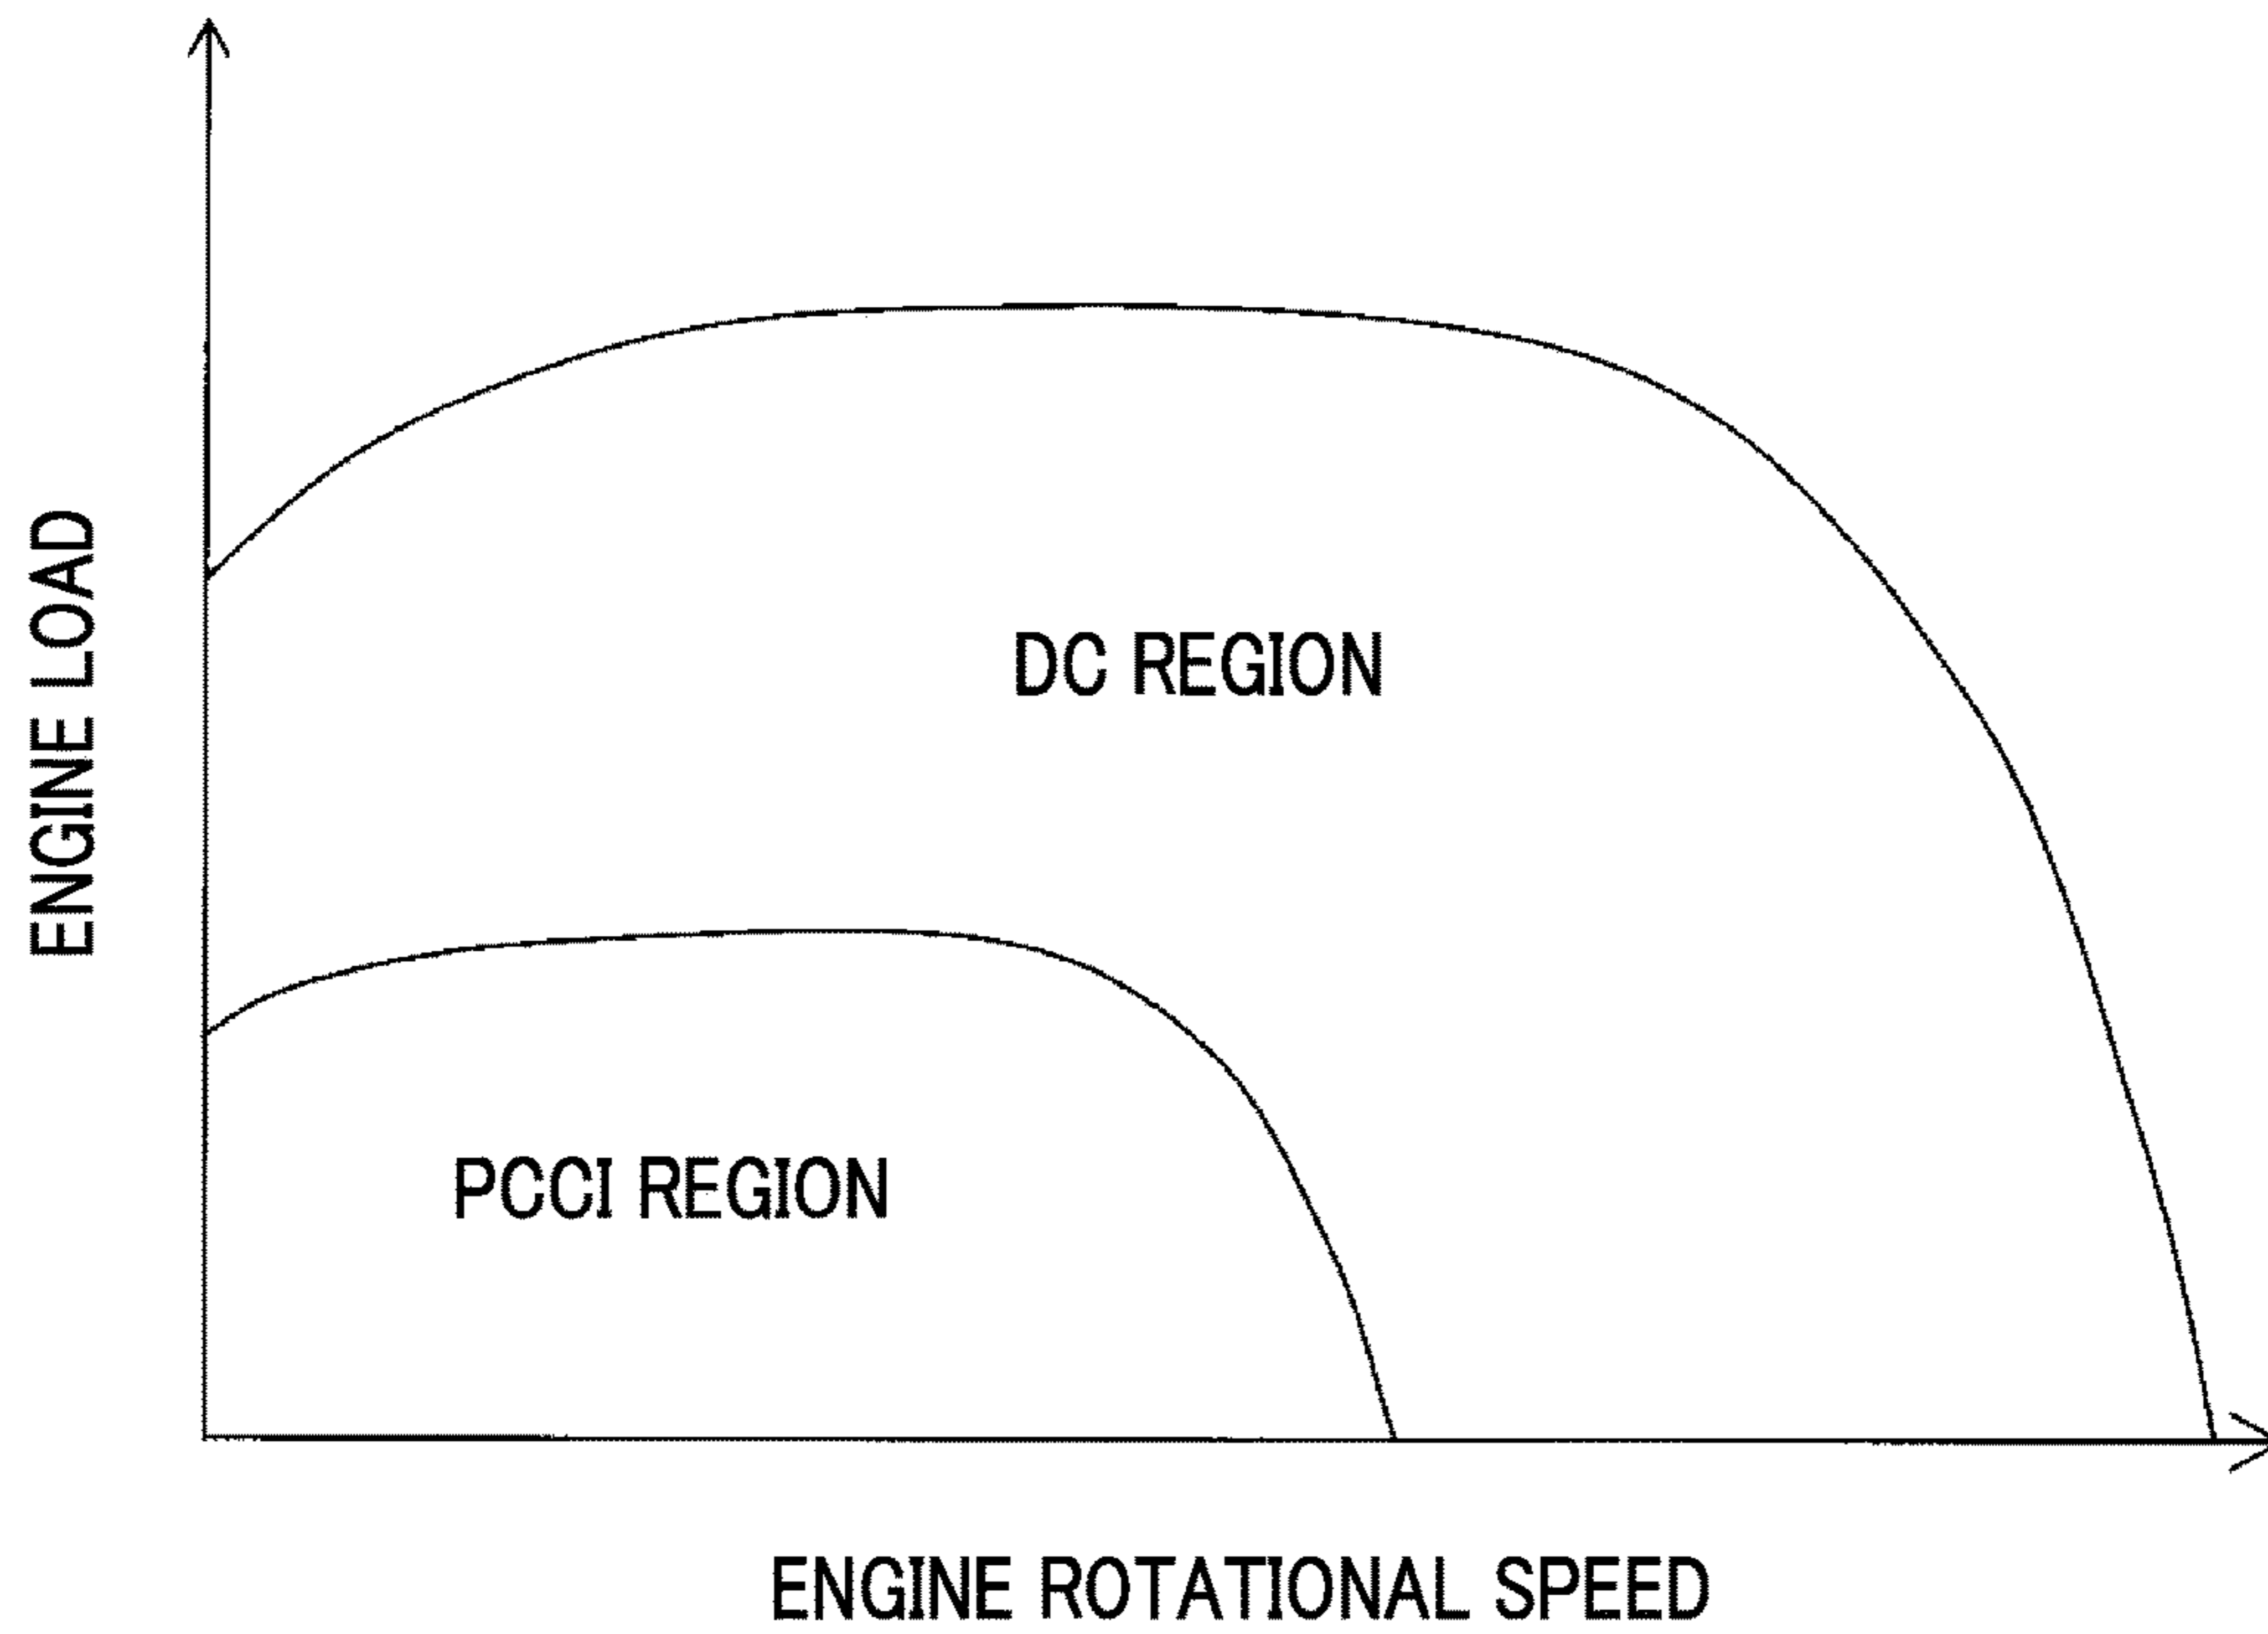 ENGINE LOAD
DC REGION
PCCI REGION
ENGINE ROTATIONAL SPEED